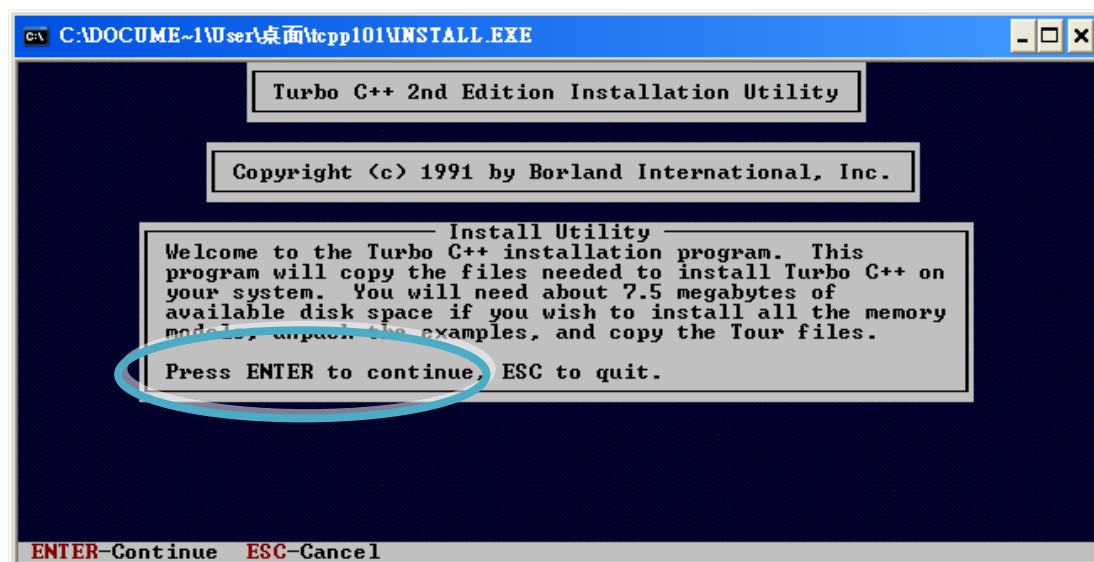 C:\DOCUME~1\User\桌面\tcpp101\INSTALL.EXE
Turbo C++ 2nd Edition Installation Utility
Copyright (c) 1991 by Borland International, Inc.
Install Utility
Welcome to the Turbo C++ installation program. This
program will copy the files needed to install Turbo C++ on
your system. You will need about 7.5 megabytes of
available disk space if you wish to install all the memory
models, unpack the examples, and copy the Tour files.
Press ENTER to continue, ESC to quit.
ENTER-Continue ESC-Cancel